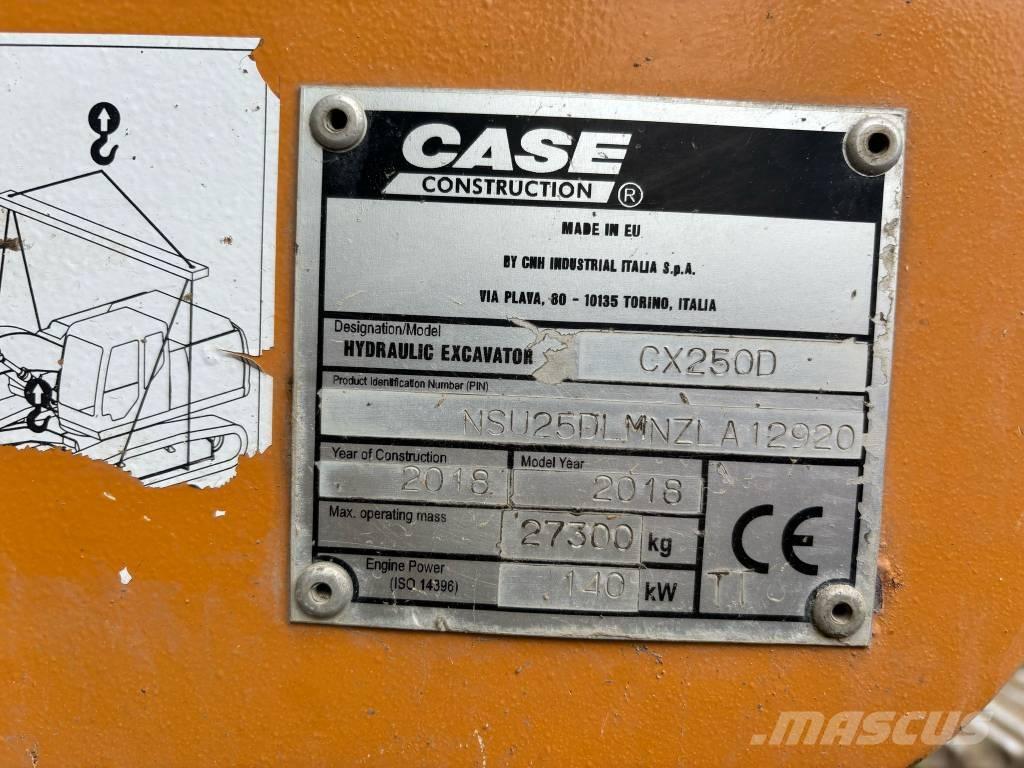 CASE
CONSTRUCTION ®
MADE IN EU
BY CNH INDUSTRIAL ITALIA S.p.A.
VIA PLAVA, 80 - 10135 TORINO, ITALIA
Designation/Model
HYDRAULIC EXCAVATOR CX250D
Product Identification Number (PIN)
NSU25DLMNZLA12920
Year of Construction Model Year
2018 2018
Max. operating mass 27300 kg
CE
Engine Power
(ISO 14396) 140 kW TT
MASCUS